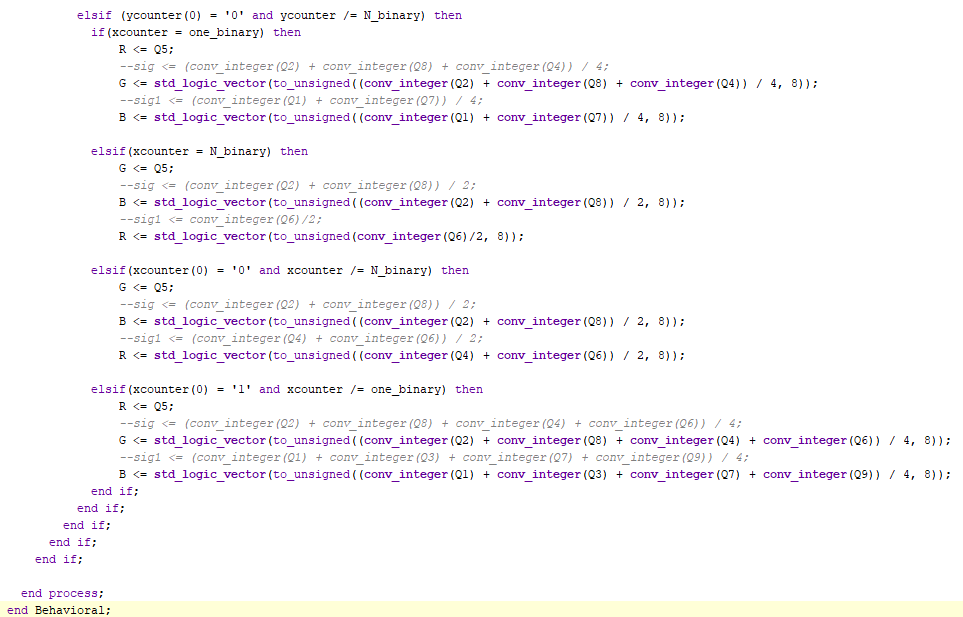 elsif (ycounter(0) = '0' and ycounter /= N_binary) then
if(xcounter = one_binary) then
R <= Q5;
--sig <= (conv_integer(Q2) + conv_integer(Q8) + conv_integer(Q4)) / 4;
G <= std_logic_vector(to_unsigned((conv_integer(Q2) + conv_integer(Q8) + conv_integer(Q4)) / 4, 8));
--sig1 <= (conv_integer(Q1) + conv_integer(Q7)) / 4;
B <= std_logic_vector(to_unsigned((conv_integer(Q1) + conv_integer(Q7)) / 4, 8));
elsif(xcounter = N_binary) then
G <= Q5;
--sig <= (conv_integer(Q2) + conv_integer(Q8)) / 2;
B <= std_logic_vector(to_unsigned((conv_integer(Q2) + conv_integer(Q8)) / 2, 8));
--sig1 <= conv_integer(Q6)/2;
R <= std_logic_vector(to_unsigned(conv_integer(Q6)/2, 8));
elsif(xcounter(0) = '0' and xcounter /= N_binary) then
G <= Q5;
--sig <= (conv_integer(Q2) + conv_integer(Q8)) / 2;
B <= std_logic_vector(to_unsigned((conv_integer(Q2) + conv_integer(Q8)) / 2, 8));
--sig1 <= (conv_integer(Q4) + conv_integer(Q6)) / 2;
R <= std_logic_vector(to_unsigned((conv_integer(Q4) + conv_integer(Q6)) / 2, 8));
elsif(xcounter(0) = '1' and xcounter /= one_binary) then
R <= Q5;
--sig <= (conv_integer(Q2) + conv_integer(Q8) + conv_integer(Q4) + conv_integer(Q6)) / 4;
G <= std_logic_vector(to_unsigned((conv_integer(Q2) + conv_integer(Q8) + conv_integer(Q4) + conv_integer(Q6)) / 4, 8));
--sig1 <= (conv_integer(Q1) + conv_integer(Q3) + conv_integer(Q7) + conv_integer(Q9)) / 4;
B <= std_logic_vector(to_unsigned((conv_integer(Q1) + conv_integer(Q3) + conv_integer(Q7) + conv_integer(Q9)) / 4, 8));
end if;
end if;
end if;
end if;
end if;
end process;
end Behavioral;